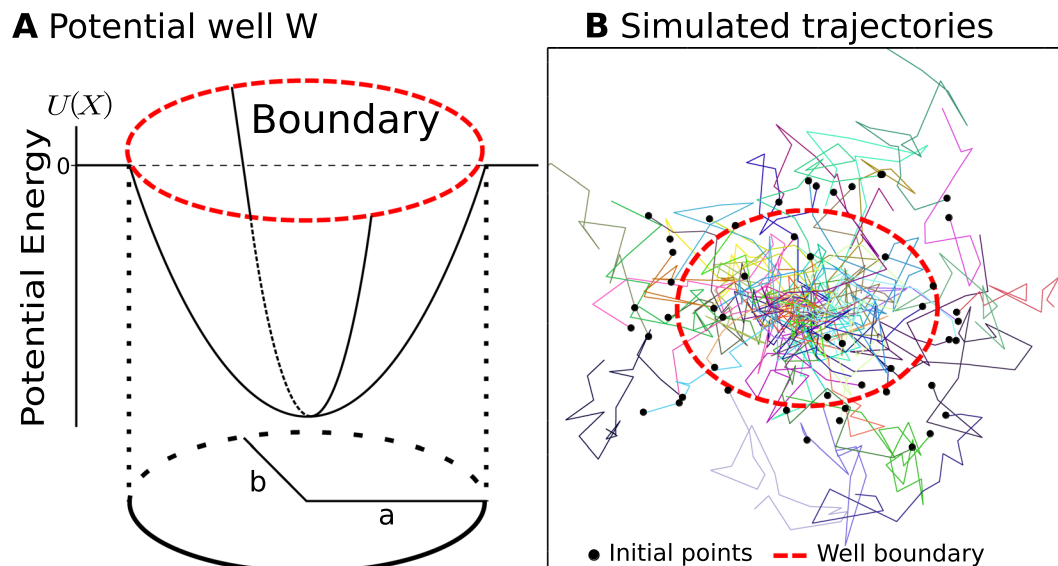 A Potential well W
U(X)
Boundary
0
Potential Energy
b
a
B Simulated trajectories
Initial points
Well boundary